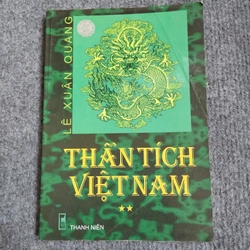 LÊ XUÂN QUANG
THẦN TÍCH
VIỆT NAM
THANH NIÊN